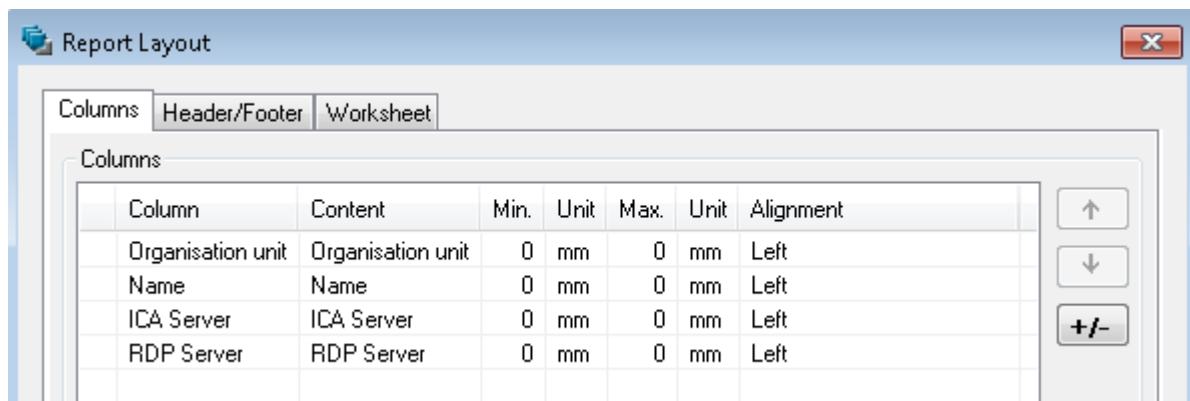 Report Layout
Columns Header/Footer Worksheet
Columns
Column Content Min. Unit Max. Unit Alignment
Organisation unit Organisation unit 0 mm 0 mm Left
Name Name 0 mm 0 mm Left
ICA Server ICA Server 0 mm 0 mm Left
+/-
RDP Server RDP Server 0 mm 0 mm Left